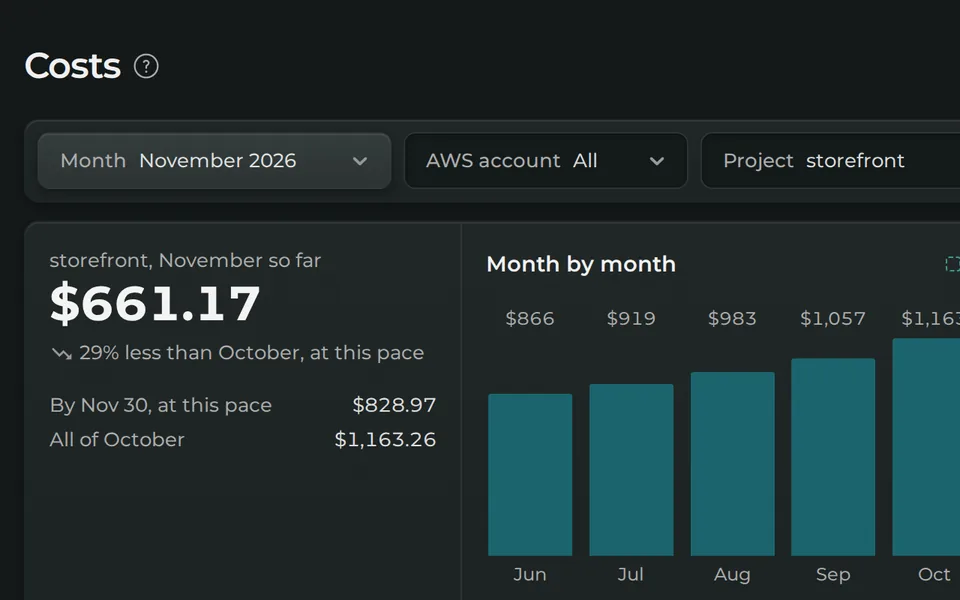 Costs ?
Month November 2026
AWS account All
Project storefront
storefront, November so far
$661.17
29% less than October, at this pace
By Nov 30, at this pace $828.97
All of October $1,163.26
Month by month
$866 $919 $983 $1,057 $1,163
Jun Jul Aug Sep Oct